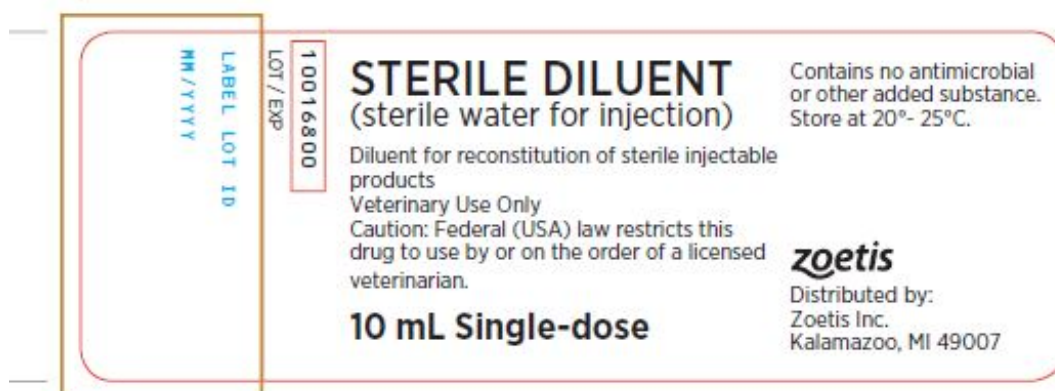 MM/YYYY
LABEL LOT ID
LOT / EXP
10016800
STERILE DILUENT
(sterile water for injection)
Diluent for reconstitution of sterile injectable
products
Veterinary Use Only
Caution: Federal (USA) law restricts this
drug to use by or on the order of a licensed
veterinarian.
10 mL Single-dose
Contains no antimicrobial
or other added substance.
Store at 20°- 25°C.
zoetis
Distributed by:
Zoetis Inc.
Kalamazoo, MI 49007